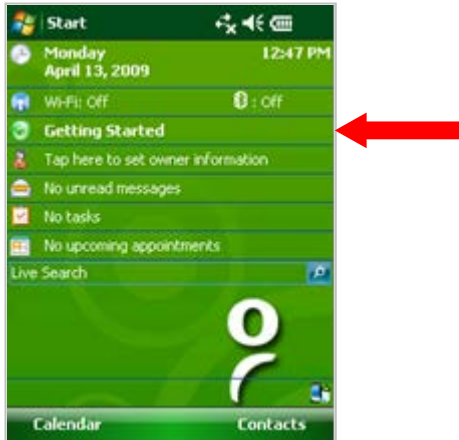 Start
Monday 12:47 PM
April 13, 2009
Wi-Fi: Off : Off
Getting Started
Tap here to set owner information
No unread messages
No tasks
No upcoming appointments
Live Search
Calendar Contacts